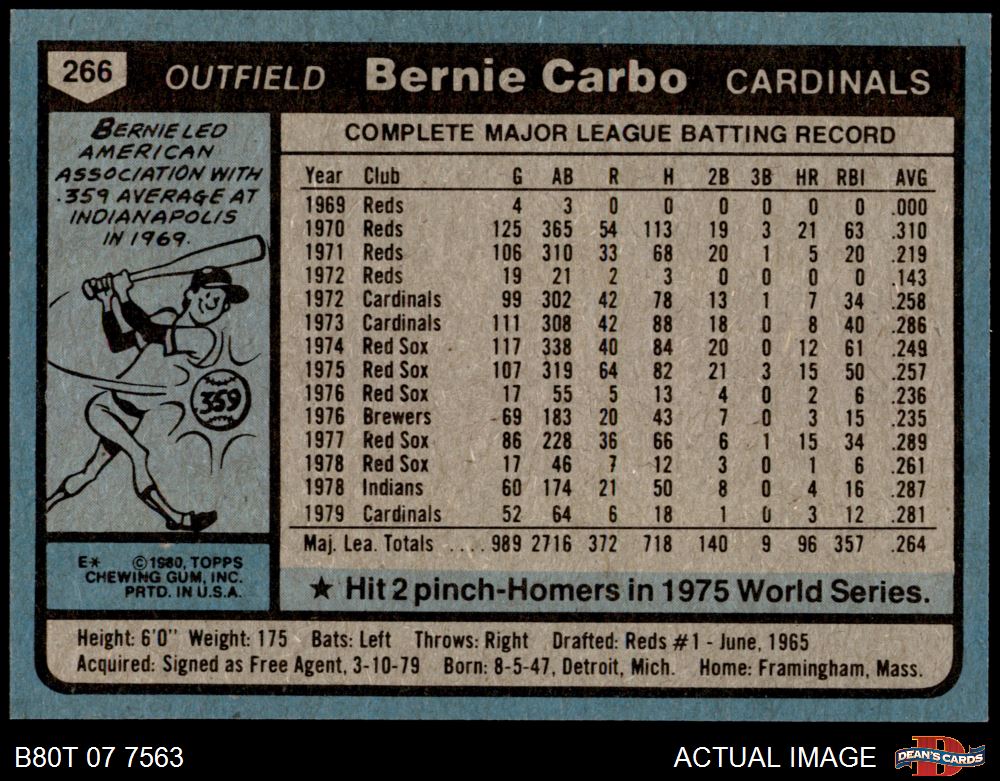 266 OUTFIELD Bernie Carbo CARDINALS
BERNIE LED
AMERICAN
ASSOCIATION WITH
.359 AVERAGE AT
INDIANAPOLIS
IN 1969.
359
E* ©1980, TOPPS
CHEWING GUM, INC.
PRTD. IN U.S.A.
COMPLETE MAJOR LEAGUE BATTING RECORD
Year Club G AB R H 2B 3B HR RBI AVG
1969 Reds 4 3 0 0 0 0 0 0 .000
1970 Reds 125 365 54 113 19 3 21 63 .310
1971 Reds 106 310 33 68 20 1 5 20 .219
1972 Reds 19 21 2 3 0 0 0 0 .143
1972 Cardinals 99 302 42 78 13 1 7 34 .258
1973 Cardinals 111 308 42 88 18 0 8 40 .286
1974 Red Sox 117 338 40 84 20 0 12 61 .249
1975 Red Sox 107 319 64 82 21 3 15 50 .257
1976 Red Sox 17 55 5 13 4 0 2 6 .236
1976 Brewers 69 183 20 43 7 0 3 15 .235
1977 Red Sox 86 228 36 66 6 1 15 34 .289
1978 Red Sox 17 46 7 12 3 0 1 6 .261
1978 Indians 60 174 21 50 8 0 4 16 .287
1979 Cardinals 52 64 6 18 1 0 3 12 .281
Maj. Lea. Totals .... 989 2716 372 718 140 9 96 357 .264
★ Hit 2 pinch-Homers in 1975 World Series.
Height: 6'0" Weight: 175 Bats: Left Throws: Right Drafted: Reds #1 - June, 1965
Acquired: Signed as Free Agent, 3-10-79 Born: 8-5-47, Detroit, Mich. Home: Framingham, Mass.
B80T 07 7563 ACTUAL IMAGE DEAN'S CARDS